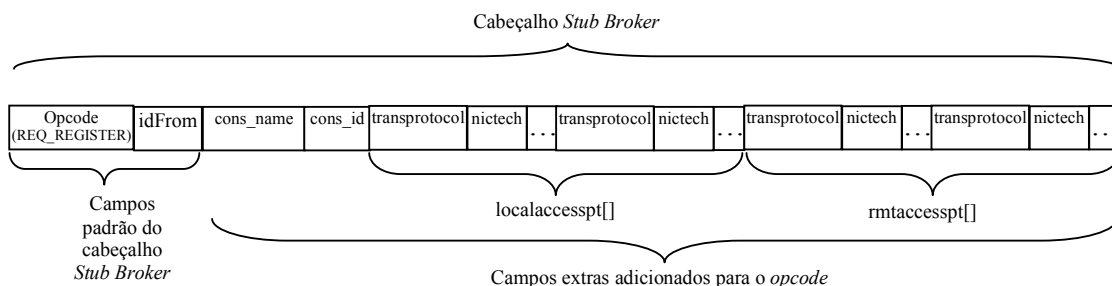 Cabeçalho Stub Broker
Opcode (REQ_REGISTER) idFrom cons_name cons_id transprotocol nictech ... transprotocol nictech ... transprotocol nictech ... transprotocol nictech ..
Campos padrão do cabeçalho Stub Broker
localaccesspt[]
rmtaccesspt[]
Campos extras adicionados para o opcode